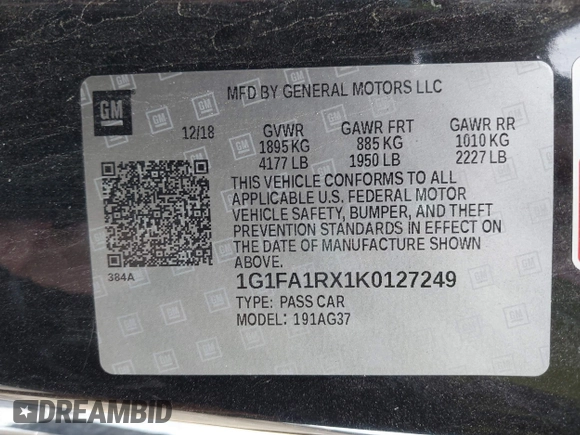 MFD BY GENERAL MOTORS LLC
GM
12/18 GVWR GAWR FRT GAWR RR
1895 KG 885 KG 1010 KG
4177 LB 1950 LB 2227 LB
THIS VEHICLE CONFORMS TO ALL
APPLICABLE U.S. FEDERAL MOTOR
VEHICLE SAFETY, BUMPER, AND THEFT
PREVENTION STANDARDS IN EFFECT ON
THE DATE OF MANUFACTURE SHOWN
ABOVE.
384A
1G1FA1RX1K0127249
TYPE: PASS CAR
MODEL: 191AG37
DREAMBID